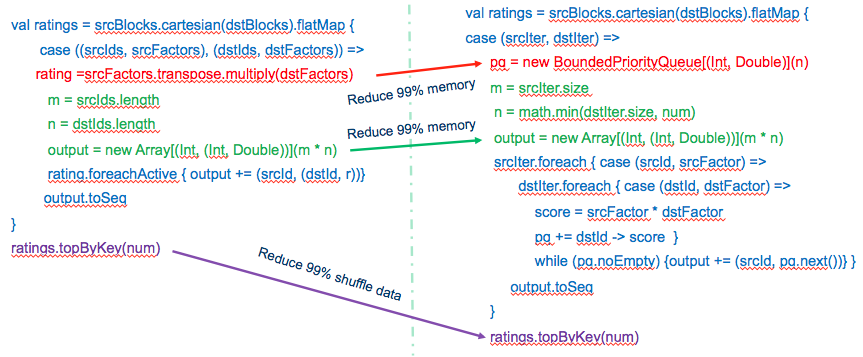 val ratings = srcBlocks.cartesian(dstBlocks).flatMap {
case ((srcIds, srcFactors), (dstIds, dstFactors)) =>
rating =srcFactors.transpose.multiply(dstFactors)
m = srcIds.length
n = dstIds.length
output = new Array[(Int, (Int, Double))](m * n)
rating.foreachActive { output += (srcId, (dstId, r))}
output.toSeq
}
ratings.topByKey(num)
Reduce 99% memory
Reduce 99% memory
Reduce 99% shuffle data
val ratings = srcBlocks.cartesian(dstBlocks).flatMap {
case (srcIter, dstIter) =>
pq = new BoundedPriorityQueue[(Int, Double)](n)
m = srcIter.size
n = math.min(dstIter.size, num)
output = new Array[(Int, (Int, Double))](m * n)
srcIter.foreach { case (srcId, srcFactor) =>
dstIter.foreach { case (dstId, dstFactor) =>
score = srcFactor * dstFactor
pq += dstId -> score }
while (pq.noEmpty) {output += (srcId, pq.next())} }
output.toSeq
}
ratings.topByKey(num)